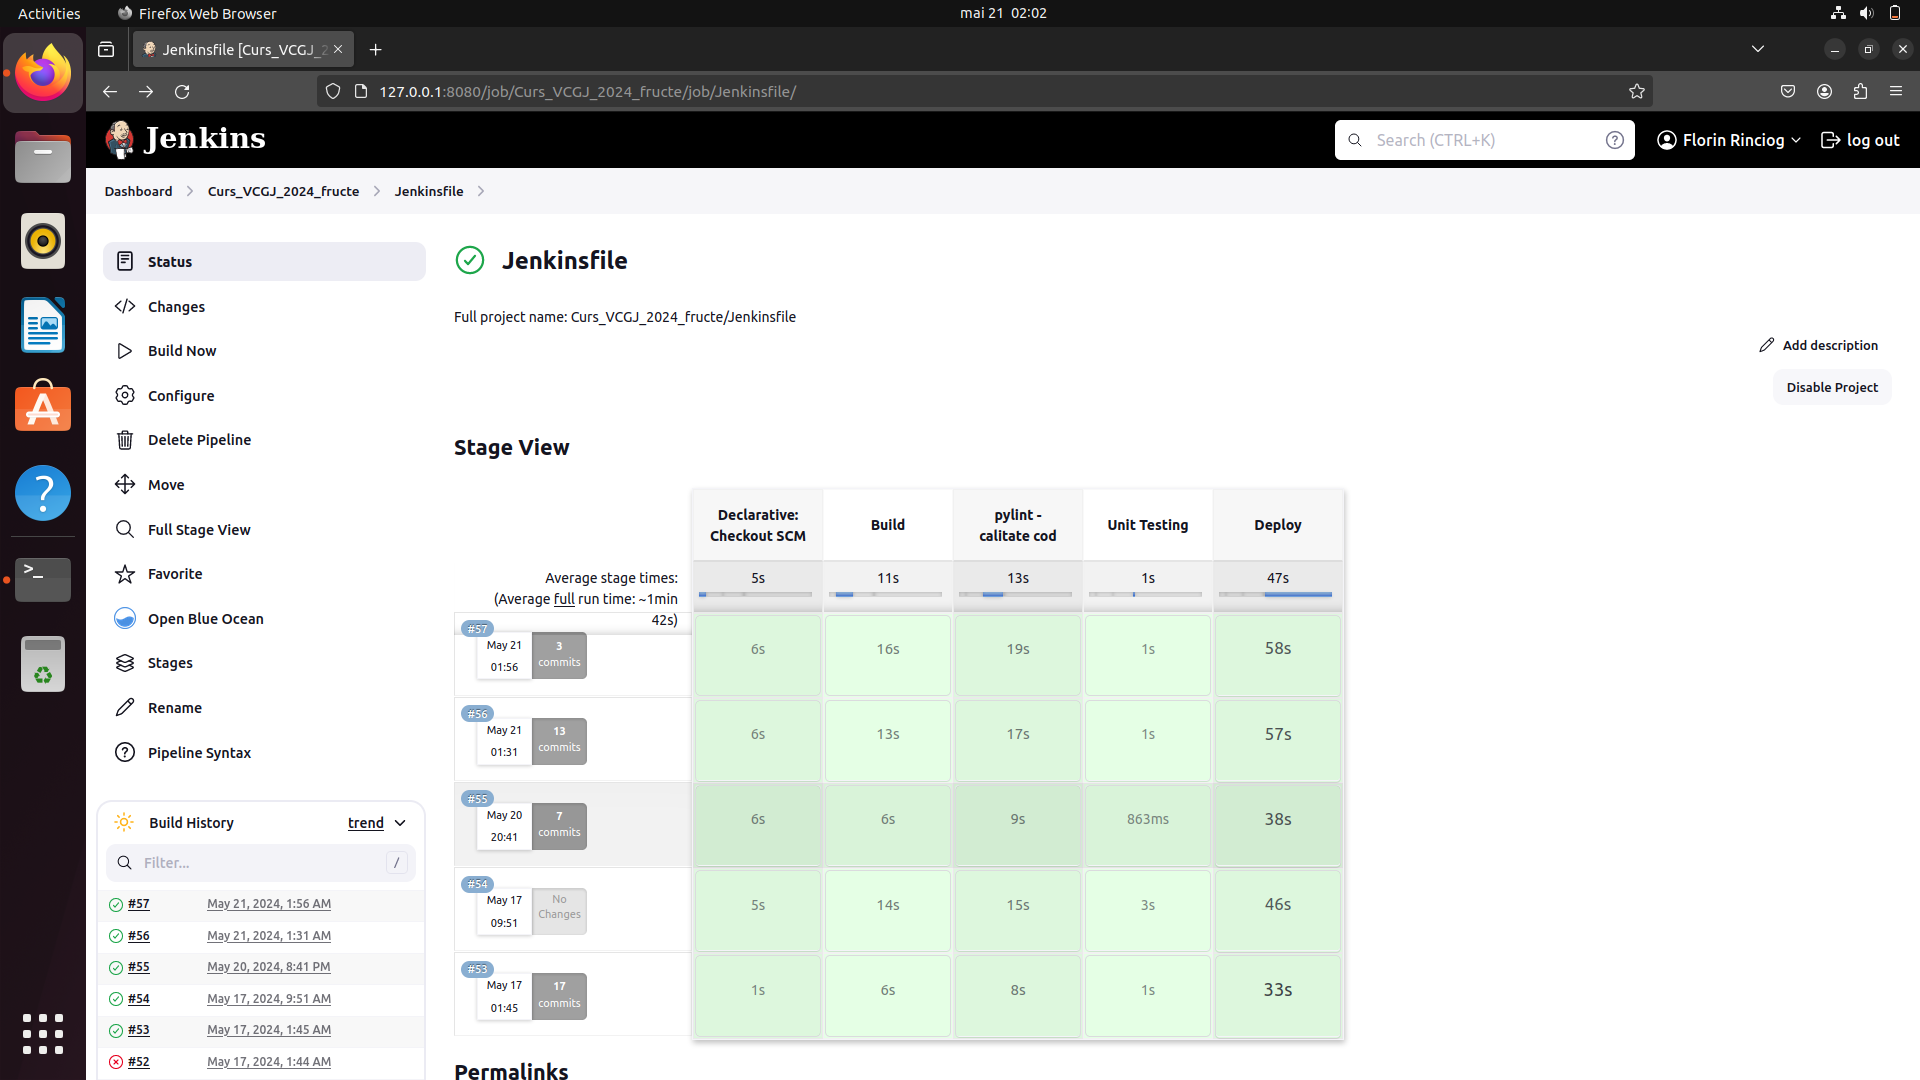 Activities
Firefox Web Browser
mai 21 02:02
Jenkinsfile [Curs_VCGJ_2
127.0.0.1:8080/job/Curs_VCGJ_2024_fructe/job/Jenkinsfile/
Jenkins
Search (CTRL+K)
?
Florin Rinciog
log out
Dashboard
Curs_VCGJ_2024_fructe
Jenkinsfile
Status
Changes
Build Now
Configure
Delete Pipeline
Move
Full Stage View
Favorite
Open Blue Ocean
Stages
Rename
Pipeline Syntax
Build History
trend
Filter...
/
#57 May 21, 2024, 1:56 AM
#56 May 21, 2024, 1:31 AM
#55 May 20, 2024, 8:41 PM
#54 May 17, 2024, 9:51 AM
#53 May 17, 2024, 1:45 AM
#52 May 17, 2024, 1:44 AM
Jenkinsfile
Full project name: Curs_VCGJ_2024_fructe/Jenkinsfile
Add description
Disable Project
Stage View
Declarative:
Checkout SCM
Build
pylint -
calitate cod
Unit Testing
Deploy
Average stage times:
(Average full run time: ~1min
42s)
5s 11s 13s 1s 47s
#57
May 21
01:56
3
commits
6s 16s 19s 1s 58s
#56
May 21
01:31
13
commits
6s 13s 17s 1s 57s
#55
May 20
20:41
7
commits
6s 6s 9s 863ms 38s
#54
May 17
09:51
No
Changes
5s 14s 15s 3s 46s
#53
May 17
01:45
17
commits
1s 6s 8s 1s 33s
Permalinks